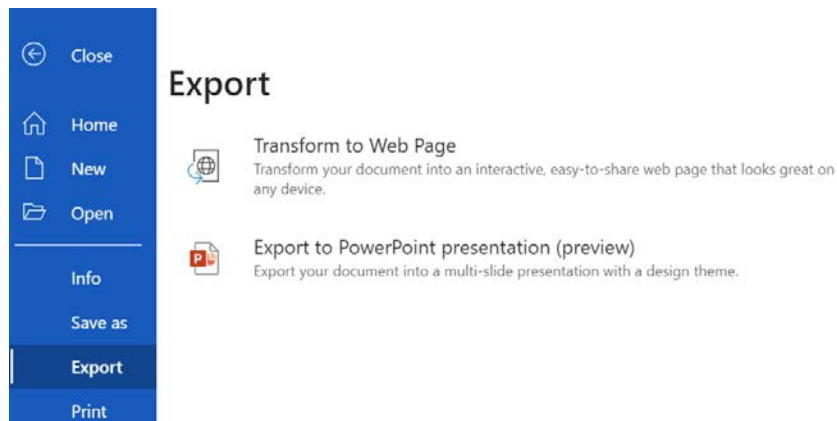 Close
Home
New
Open
Info
Save as
Export
Print
Export
Transform to Web Page
Transform your document into an interactive, easy-to-share web page that looks great on
any device.
P
Export to PowerPoint presentation (preview)
Export your document into a multi-slide presentation with a design theme.